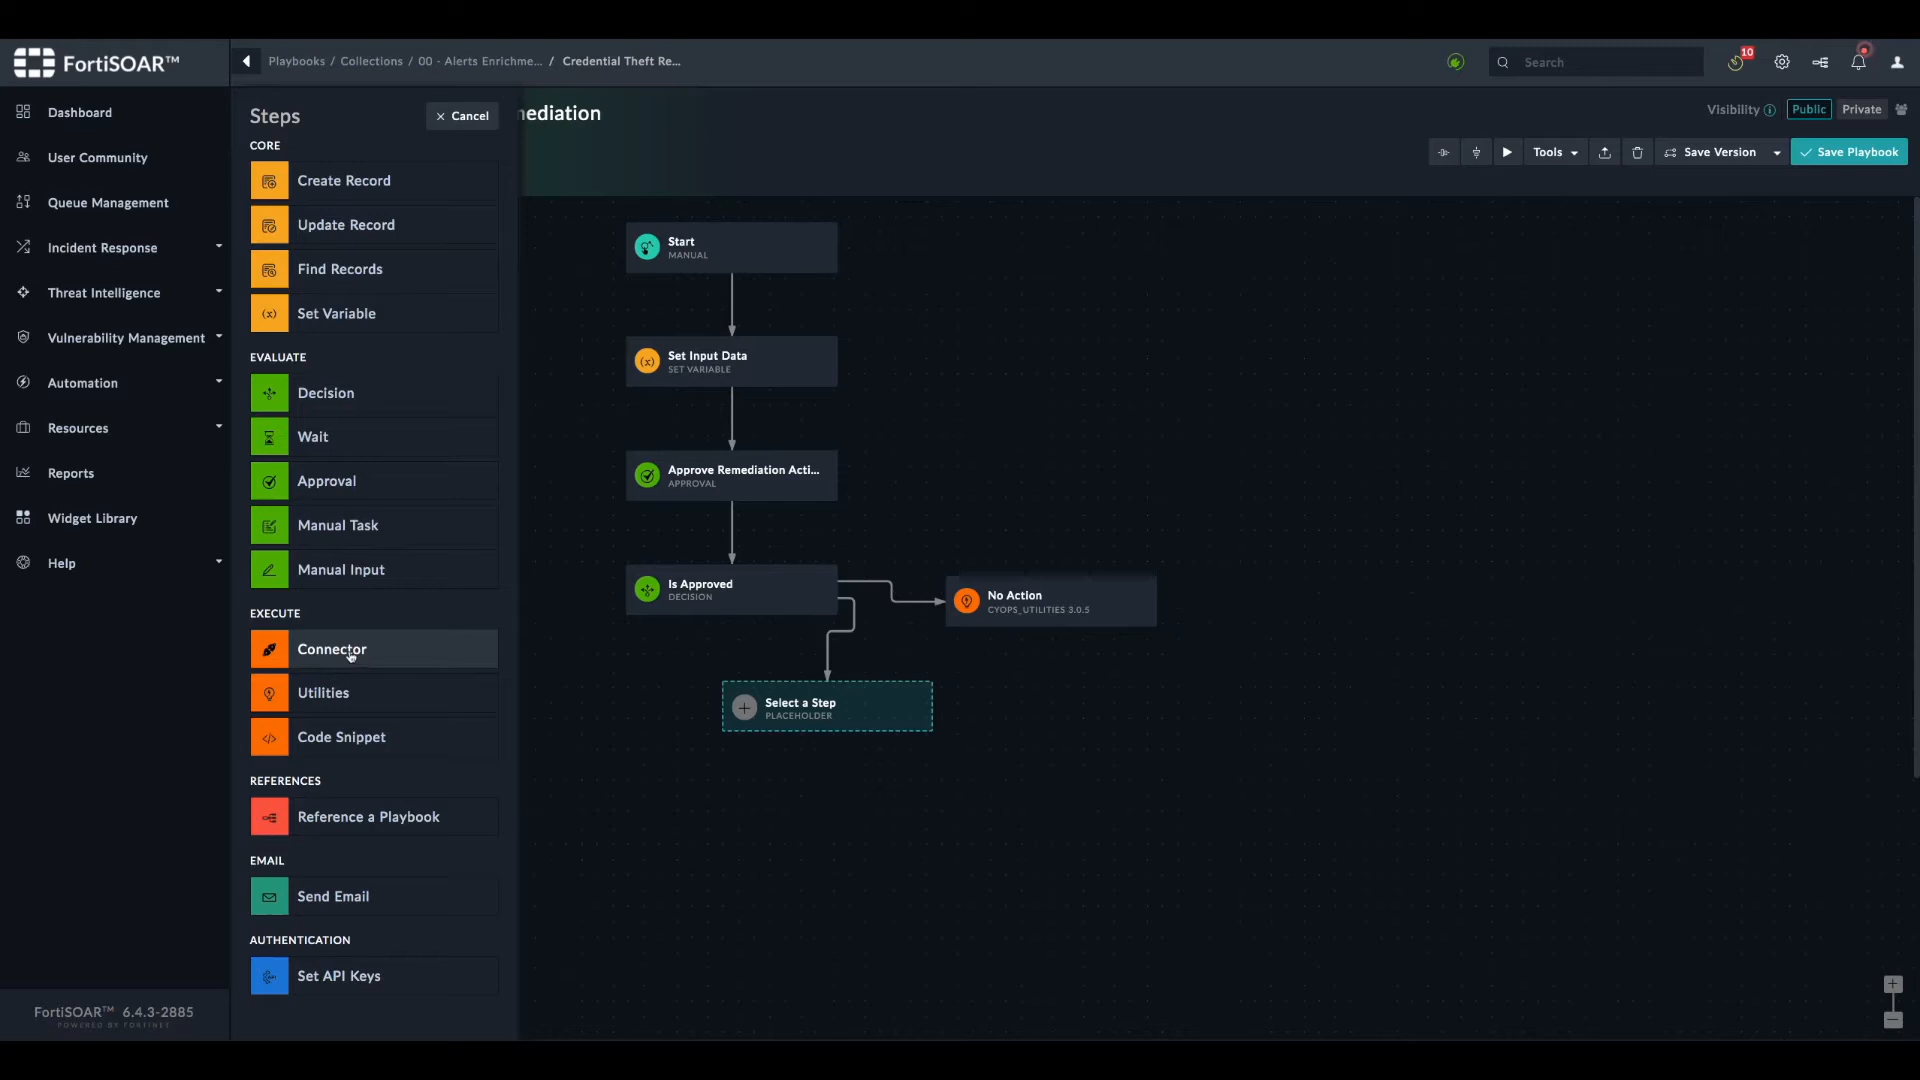 FortiSOAR™
Playbooks / Collections / 00 - Alerts Enrichme... / Credential Theft Re...
Search
10
Dashboard
User Community
Queue Management
Incident Response
Threat Intelligence
Vulnerability Management
Automation
Resources
Reports
Widget Library
Help
FortiSOAR™ 6.4.3-2885
POWERED BY FORTINET
Steps
× Cancel
CORE
Create Record
Update Record
Find Records
(x) Set Variable
EVALUATE
Decision
Wait
Approval
Manual Task
Manual Input
EXECUTE
Connector
Utilities
</> Code Snippet
REFERENCES
Reference a Playbook
EMAIL
Send Email
AUTHENTICATION
Set API Keys
mediation
Visibility
Public
Private
Tools
Save Version
Save Playbook
Start
MANUAL
(x) Set Input Data
SET VARIABLE
Approve Remediation Acti...
APPROVAL
Is Approved
DECISION
No Action
CYOPS_UTILITIES 3.0.5
Select a Step
PLACEHOLDER